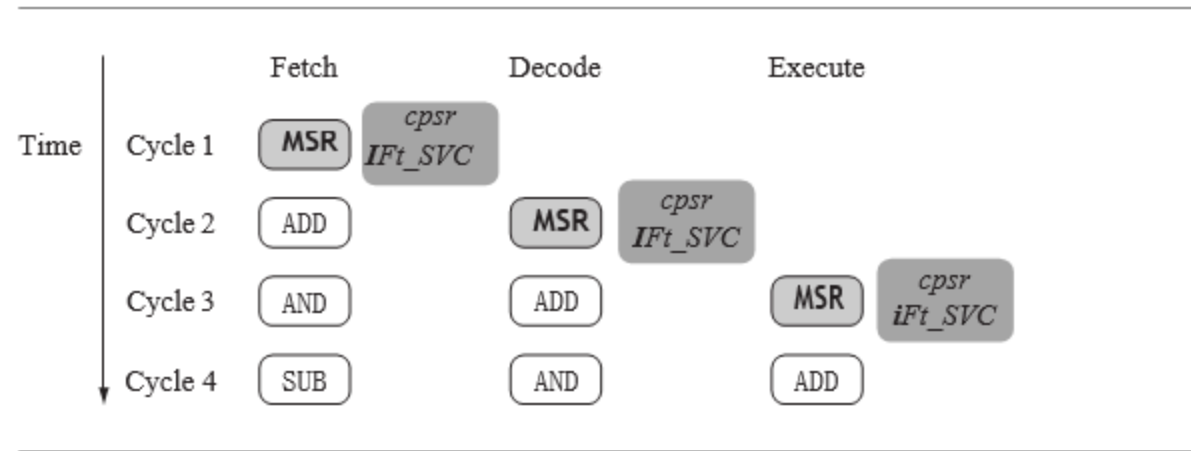 Fetch Decode Execute
Time Cycle 1 MSR cpsr IFt_SVC
Cycle 2 ADD MSR cpsr IFt_SVC
Cycle 3 AND ADD MSR cpsr iFt_SVC
Cycle 4 SUB AND ADD